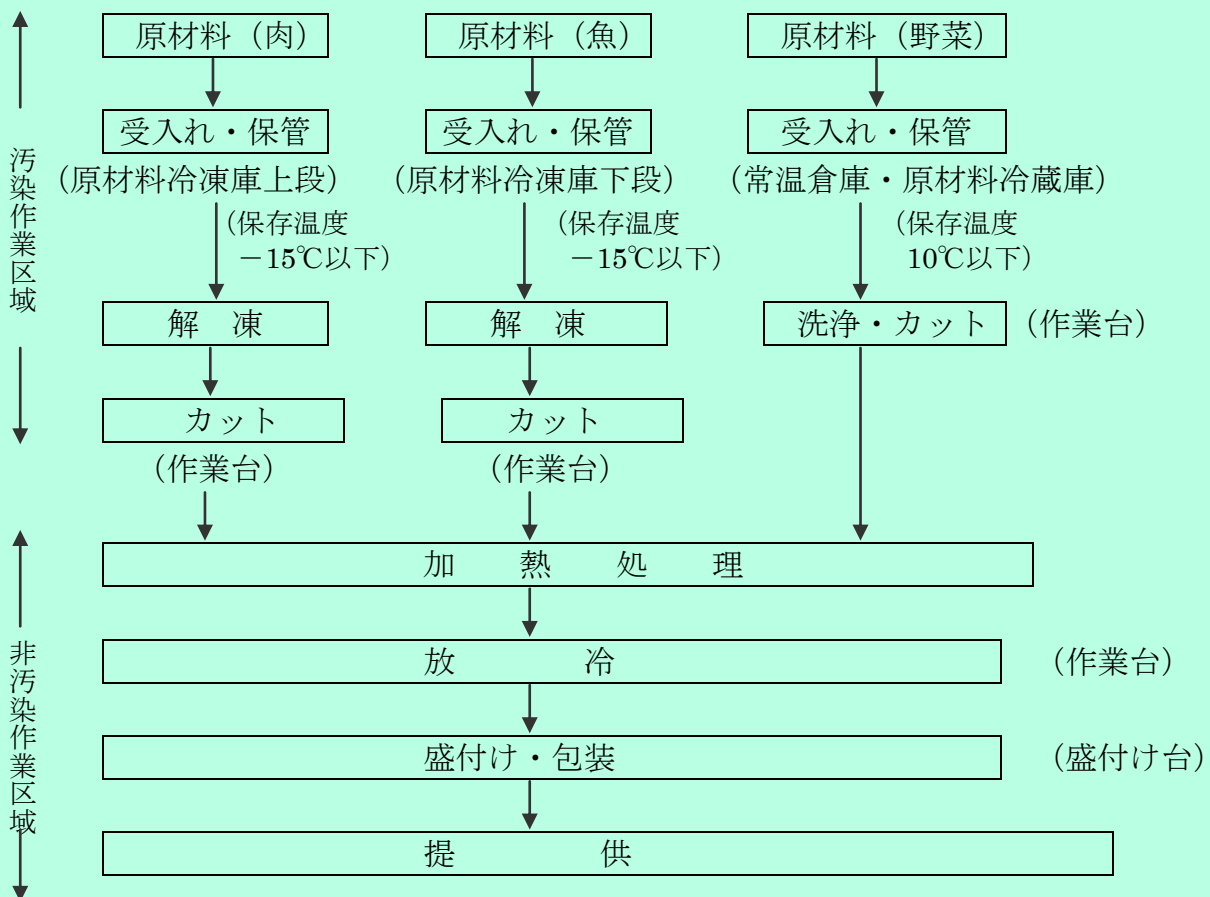 原材料（肉）
原材料（魚）
原材料（野菜）
受入れ・保管
受入れ・保管
受入れ・保管
（原材料冷凍庫上段）
（原材料冷凍庫下段）
（常温倉庫・原材料冷蔵庫）
（保存温度
－15℃以下）
（保存温度
－15℃以下）
（保存温度
10℃以下）
汚染作業区域
解　凍
解　凍
洗浄・カット
（作業台）
カット
カット
（作業台）
（作業台）
加　熱　処　理
放　冷
（作業台）
非汚染作業区域
盛付け・包装
（盛付け台）
提　供